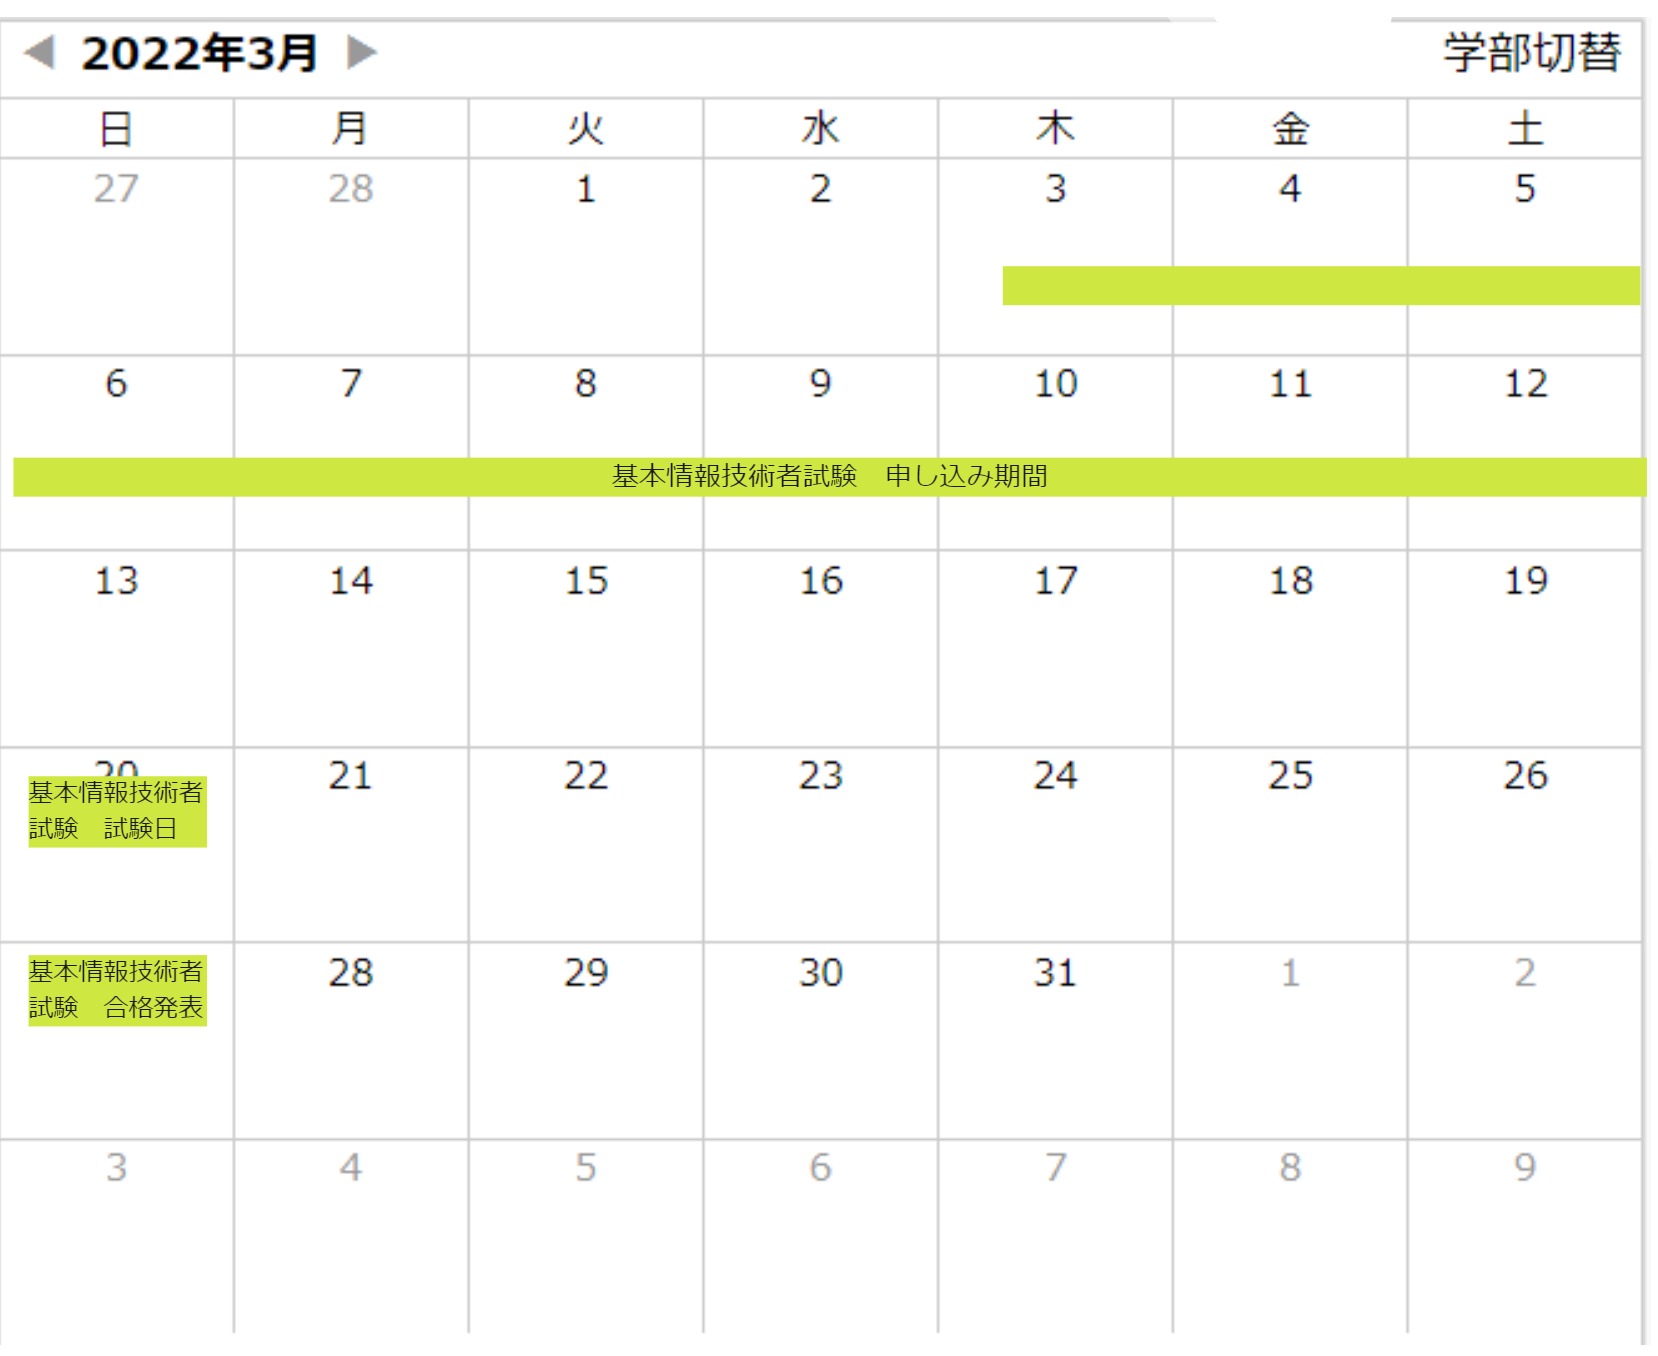 2022年3月
学部切替
日 月 火 水 木 金 土
27 28 1 2 3 4 5
6 7 8 9 10 11 12
基本情報技術者試験　申し込み期間
13 14 15 16 17 18 19
20 21 22 23 24 25 26
基本情報技術者
試験　試験日
28 29 30 31 1 2
基本情報技術者
試験　合格発表
3 4 5 6 7 8 9